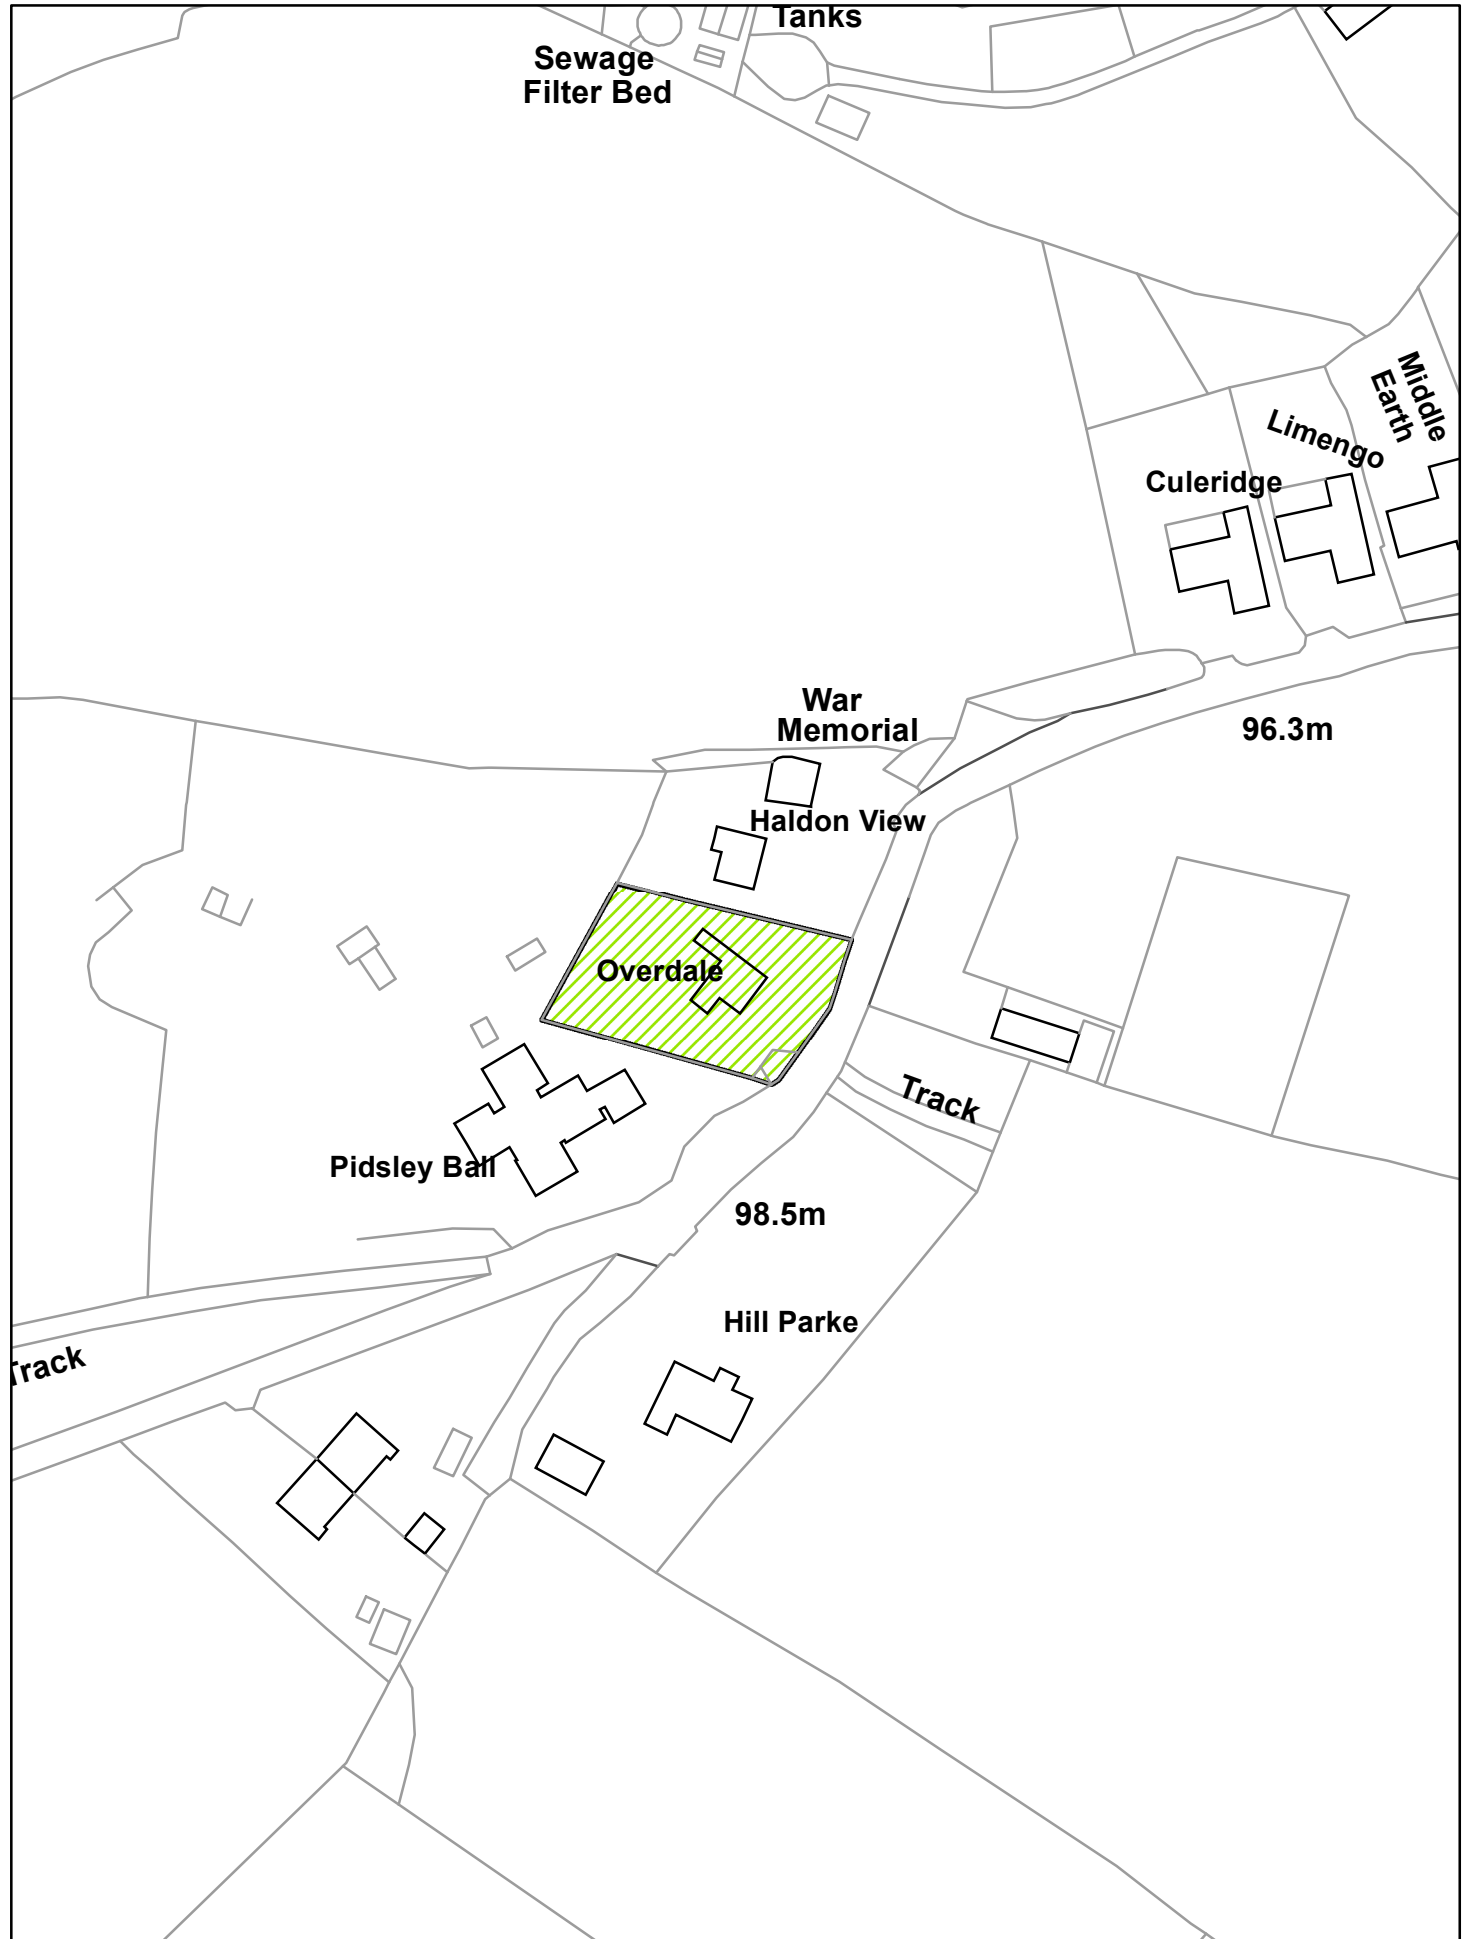 Tanks
Sewage
Filter Bed
Middle
Earth
Limengo
Culeridge
War
Memorial
96.3m
Haldon View
Overdale
Track
Pidsley Ball
98.5m
Hill Parke
Track